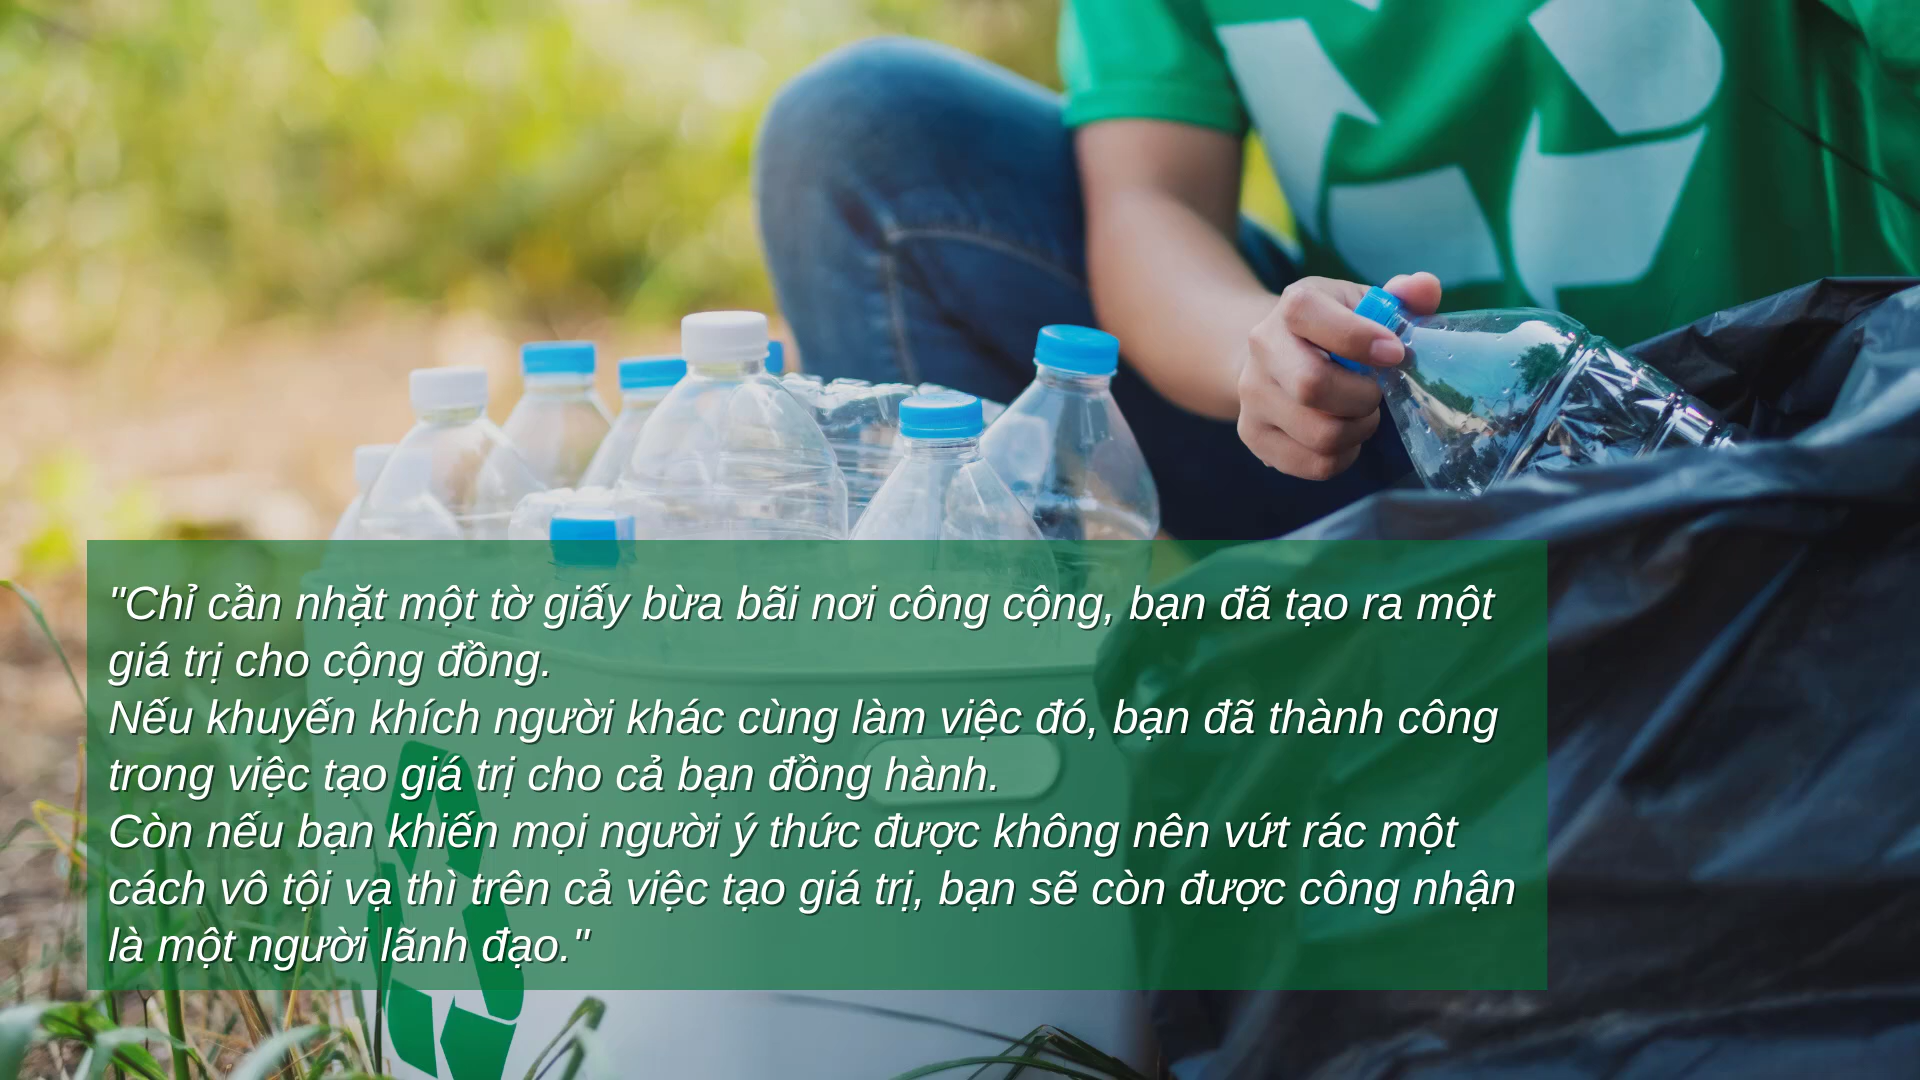 "Chỉ cần nhặt một tờ giấy bừa bãi nơi công cộng, bạn đã tạo ra một
giá trị cho cộng đồng.
Nếu khuyến khích người khác cùng làm việc đó, bạn đã thành công
trong việc tạo giá trị cho cả bạn đồng hành.
Còn nếu bạn khiến mọi người ý thức được không nên vứt rác một
cách vô tội vạ thì trên cả việc tạo giá trị, bạn sẽ còn được công nhận
là một người lãnh đạo."